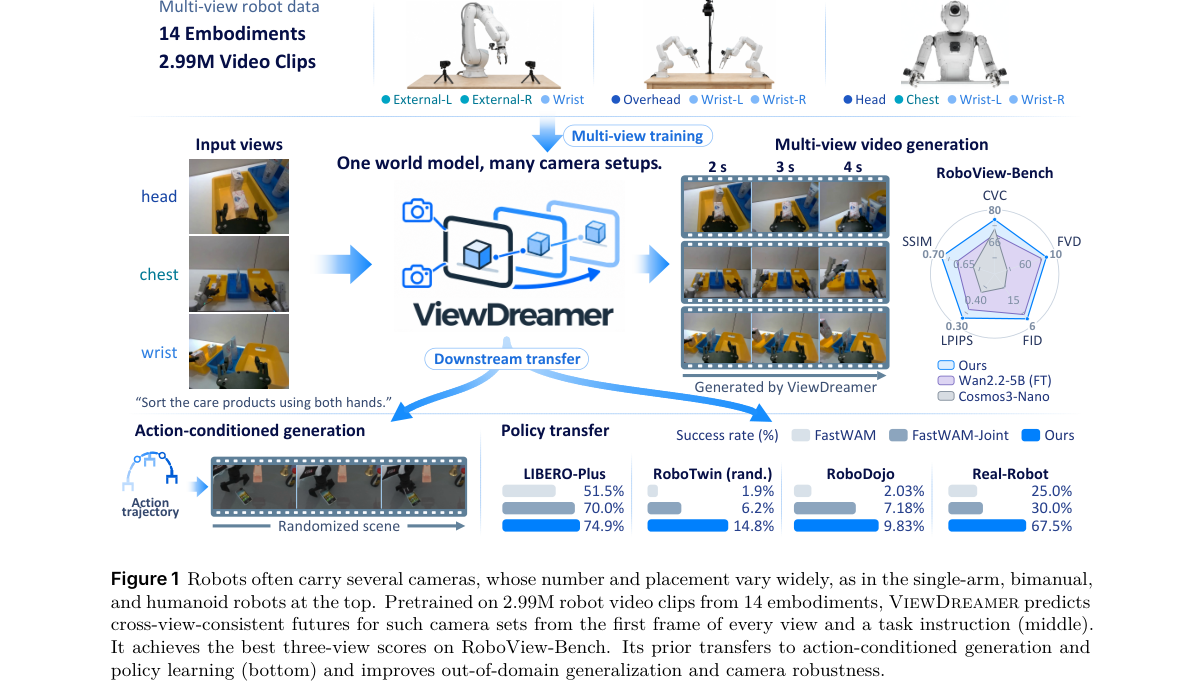 Multi-view robot data
14 Embodiments
2.99M Video Clips
External-L External-R Wrist
Overhead Wrist-L Wrist-R
Head Chest Wrist-L Wrist-R
Multi-view training
Input views
One world model, many camera setups.
Multi-view video generation
2 s 3 s 4 s
RoboView-Bench
head
chest
wrist
ViewDreamer
CVC
80
66
SSIM
0.70
0.65
FVD
10
60
0.40
15
0.30
LPIPS
6
FID
Ours
Wan2.2-5B (FT)
Cosmos3-Nano
Generated by ViewDreamer
Downstream transfer
“Sort the care products using both hands.”
Action-conditioned generation
Action
trajectory
Randomized scene
Policy transfer
Success rate (%) FastWAM FastWAM-Joint Ours
LIBERO-Plus
51.5%
70.0%
74.9%
RoboTwin (rand.)
1.9%
6.2%
14.8%
RoboDojo
2.03%
7.18%
9.83%
Real-Robot
25.0%
30.0%
67.5%
Figure 1 Robots often carry several cameras, whose number and placement vary widely, as in the single-arm, bimanual,
and humanoid robots at the top. Pretrained on 2.99M robot video clips from 14 embodiments, VIEWDREAMER predicts
cross-view-consistent futures for such camera sets from the first frame of every view and a task instruction (middle).
It achieves the best three-view scores on RoboView-Bench. Its prior transfers to action-conditioned generation and
policy learning (bottom) and improves out-of-domain generalization and camera robustness.